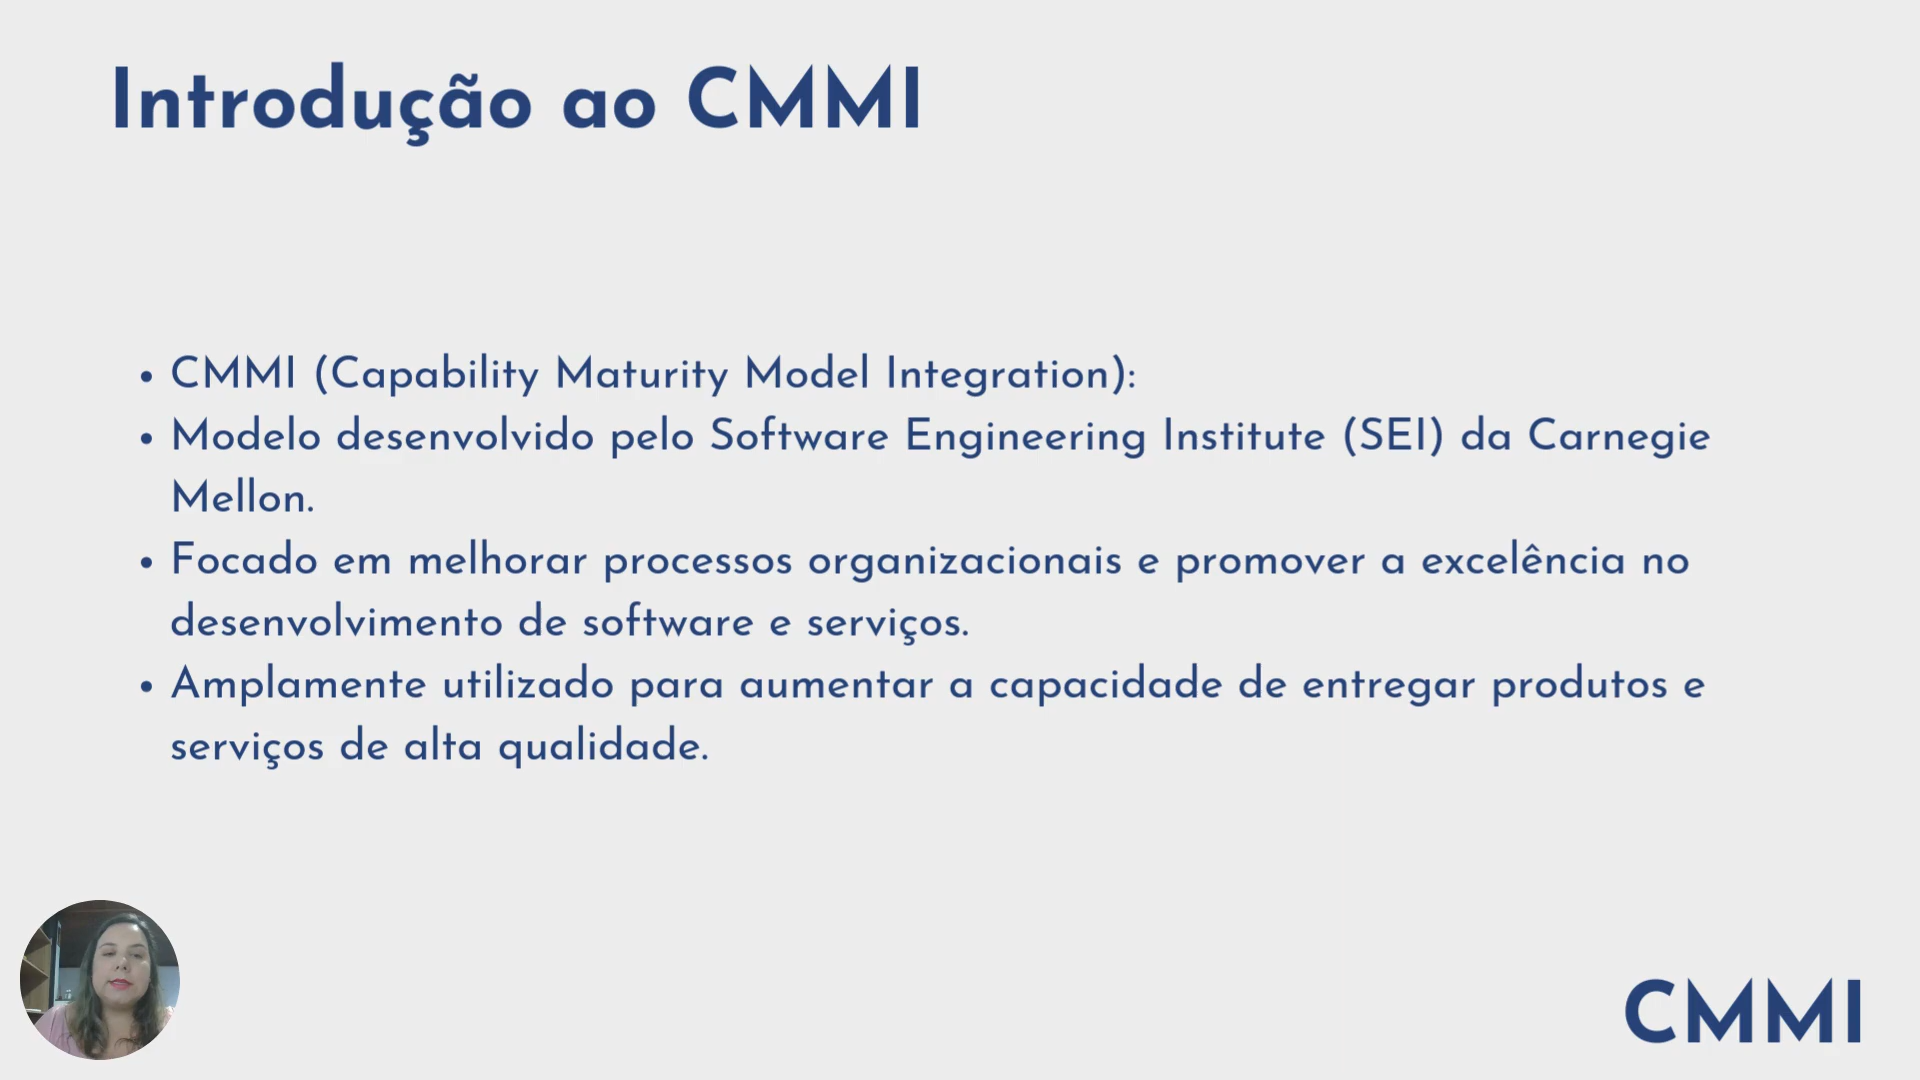 Introdução ao CMMI
• CMMI (Capability Maturity Model Integration):
• Modelo desenvolvido pelo Software Engineering Institute (SEI) da Carnegie
Mellon.
• Focado em melhorar processos organizacionais e promover a excelência no
desenvolvimento de software e serviços.
• Amplamente utilizado para aumentar a capacidade de entregar produtos e
serviços de alta qualidade.
CMMI